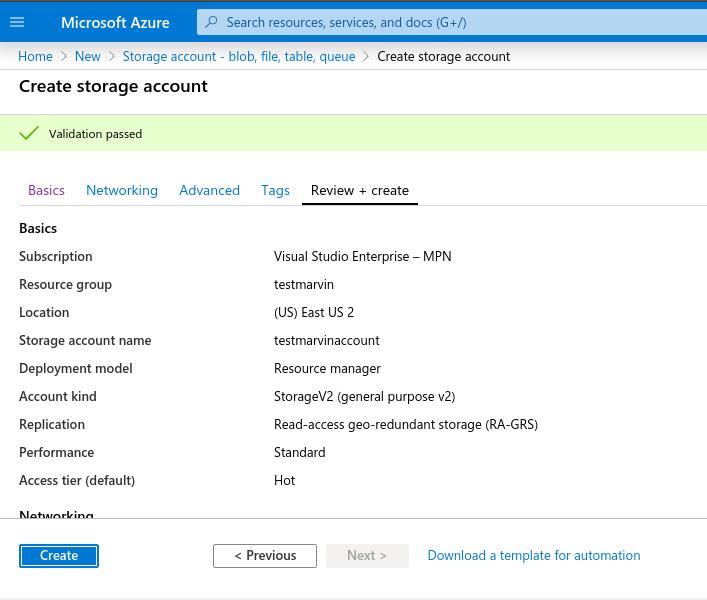 Microsoft Azure
Search resources, services, and docs (G+/)
Home > New > Storage account - blob, file, table, queue > Create storage account
Create storage account
Validation passed
Basics Networking Advanced Tags Review + create
Basics
Subscription Visual Studio Enterprise – MPN
Resource group testmarvin
Location (US) East US 2
Storage account name testmarvinaccount
Deployment model Resource manager
Account kind StorageV2 (general purpose v2)
Replication Read-access geo-redundant storage (RA-GRS)
Performance Standard
Access tier (default) Hot
Networking
Create < Previous Next > Download a template for automation